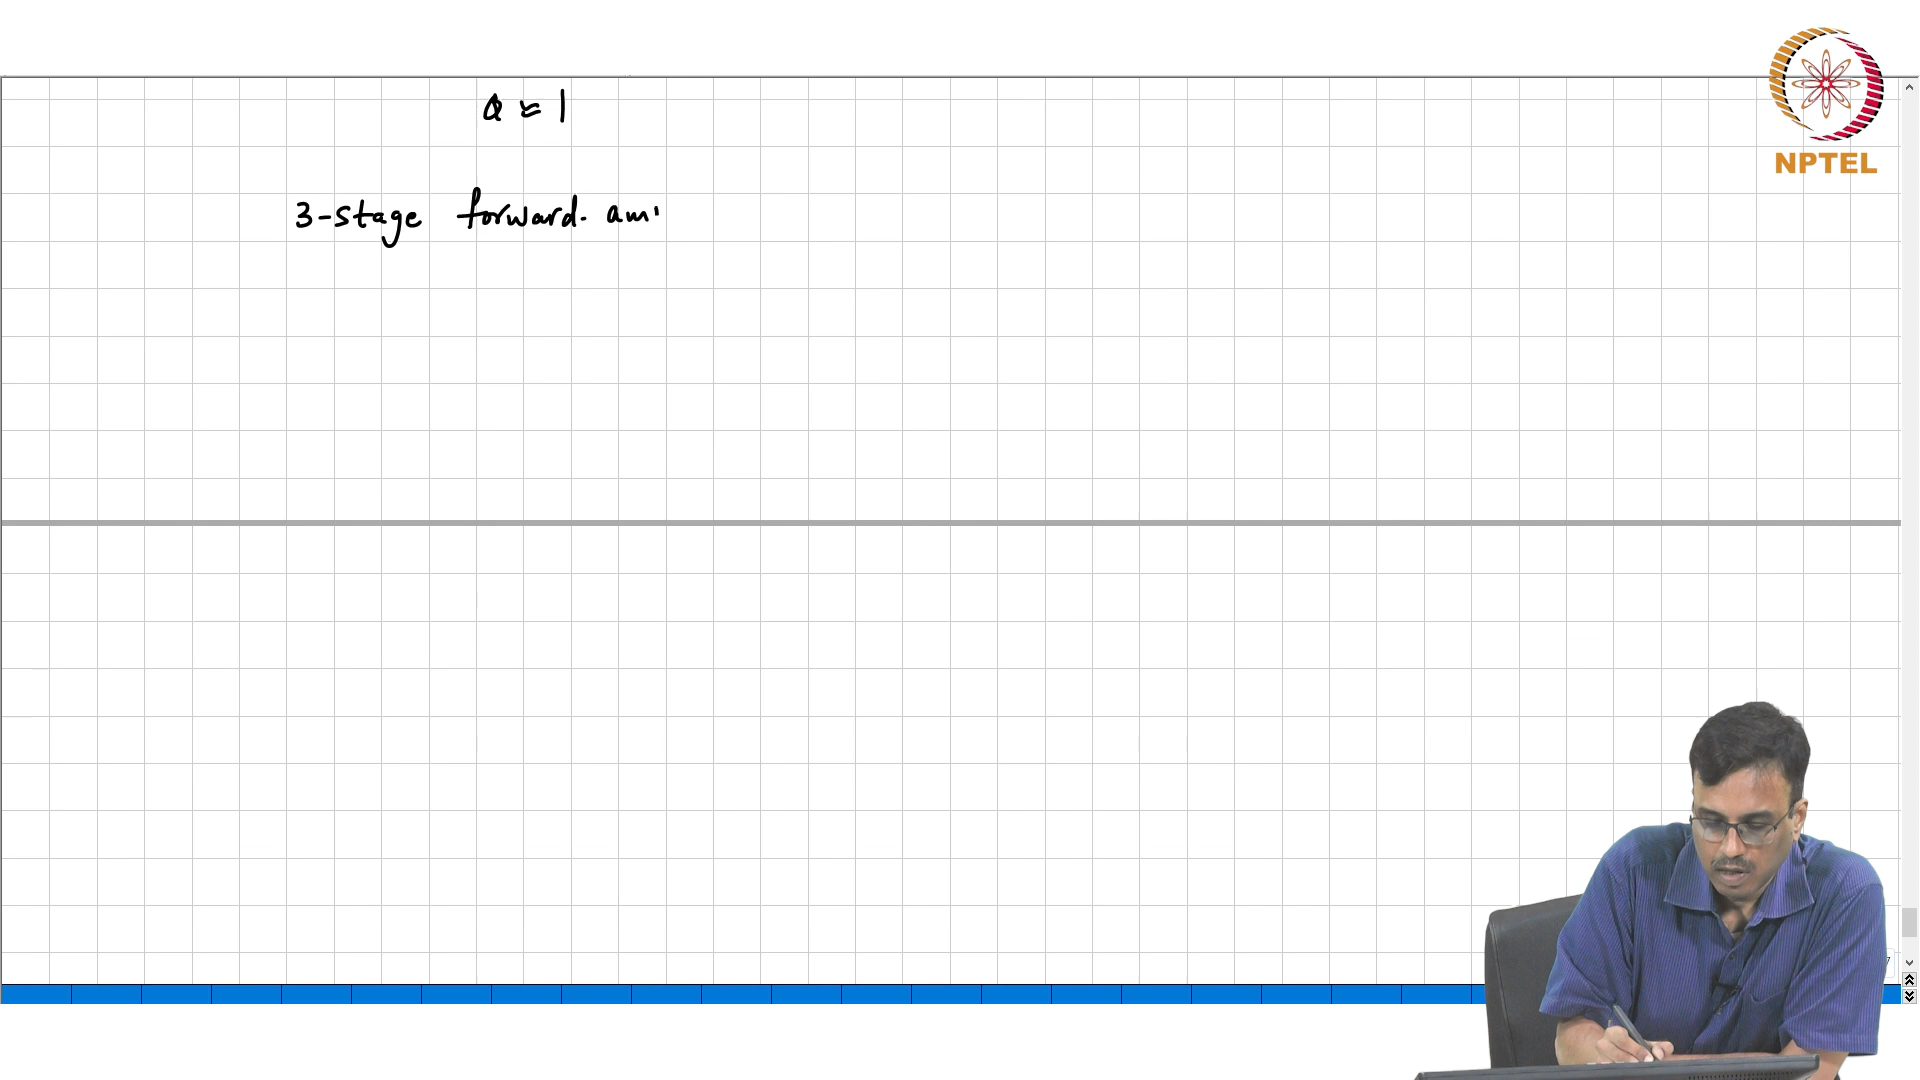 Q ≈ 1
3-stage forward. am
NPTEL